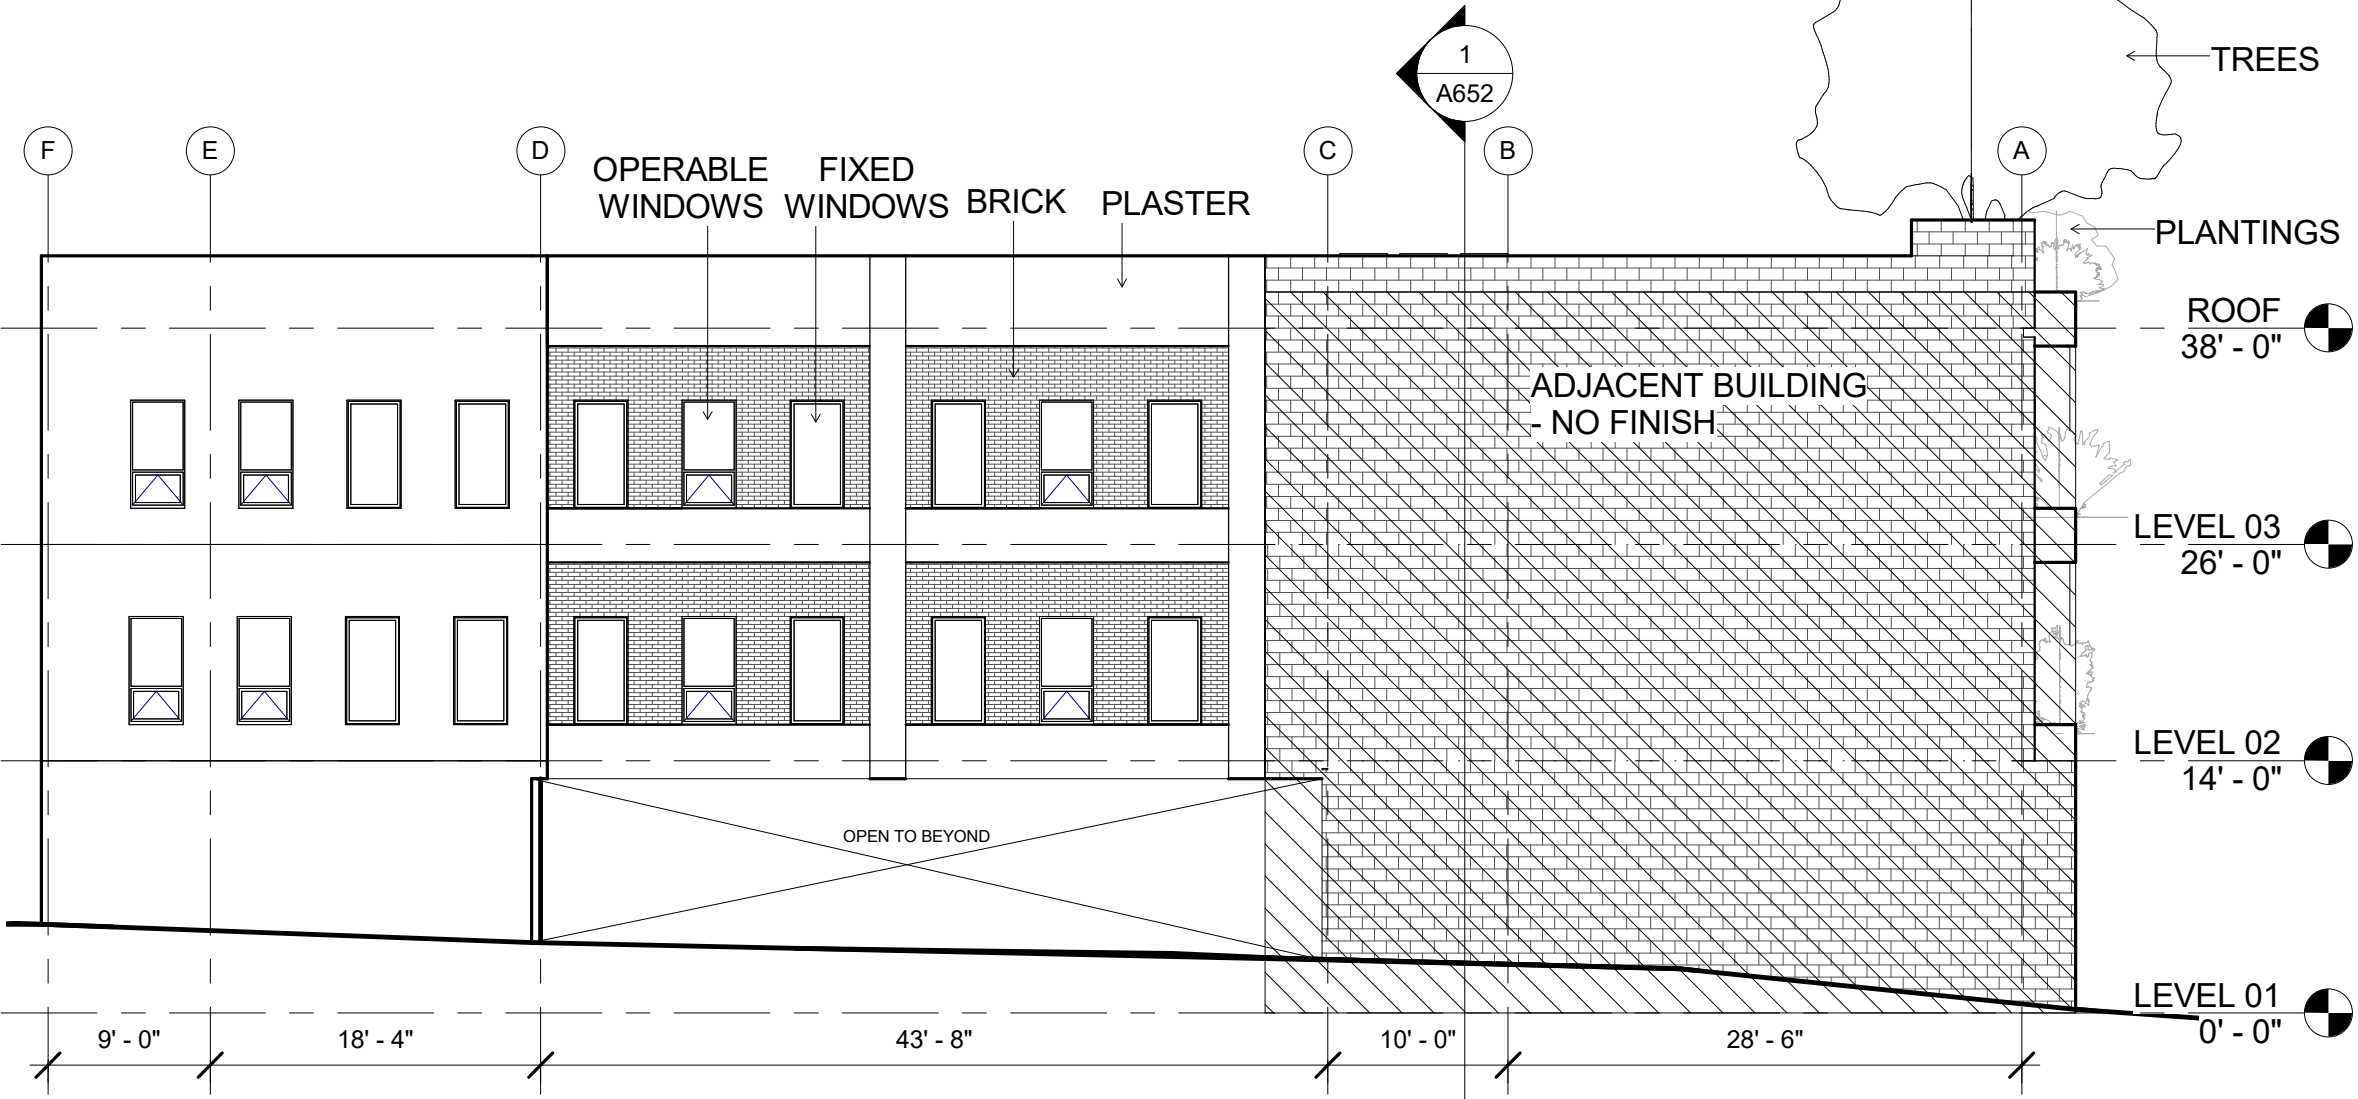 1
A652
TREES
F
E
D
C
B
A
OPERABLE
WINDOWS
FIXED
WINDOWS
BRICK
PLASTER
PLANTINGS
ROOF
38' - 0"
ADJACENT BUILDING
- NO FINISH
LEVEL 03
26' - 0"
LEVEL 02
14' - 0"
OPEN TO BEYOND
LEVEL 01
0' - 0"
9' - 0"
18' - 4"
43' - 8"
10' - 0"
28' - 6"